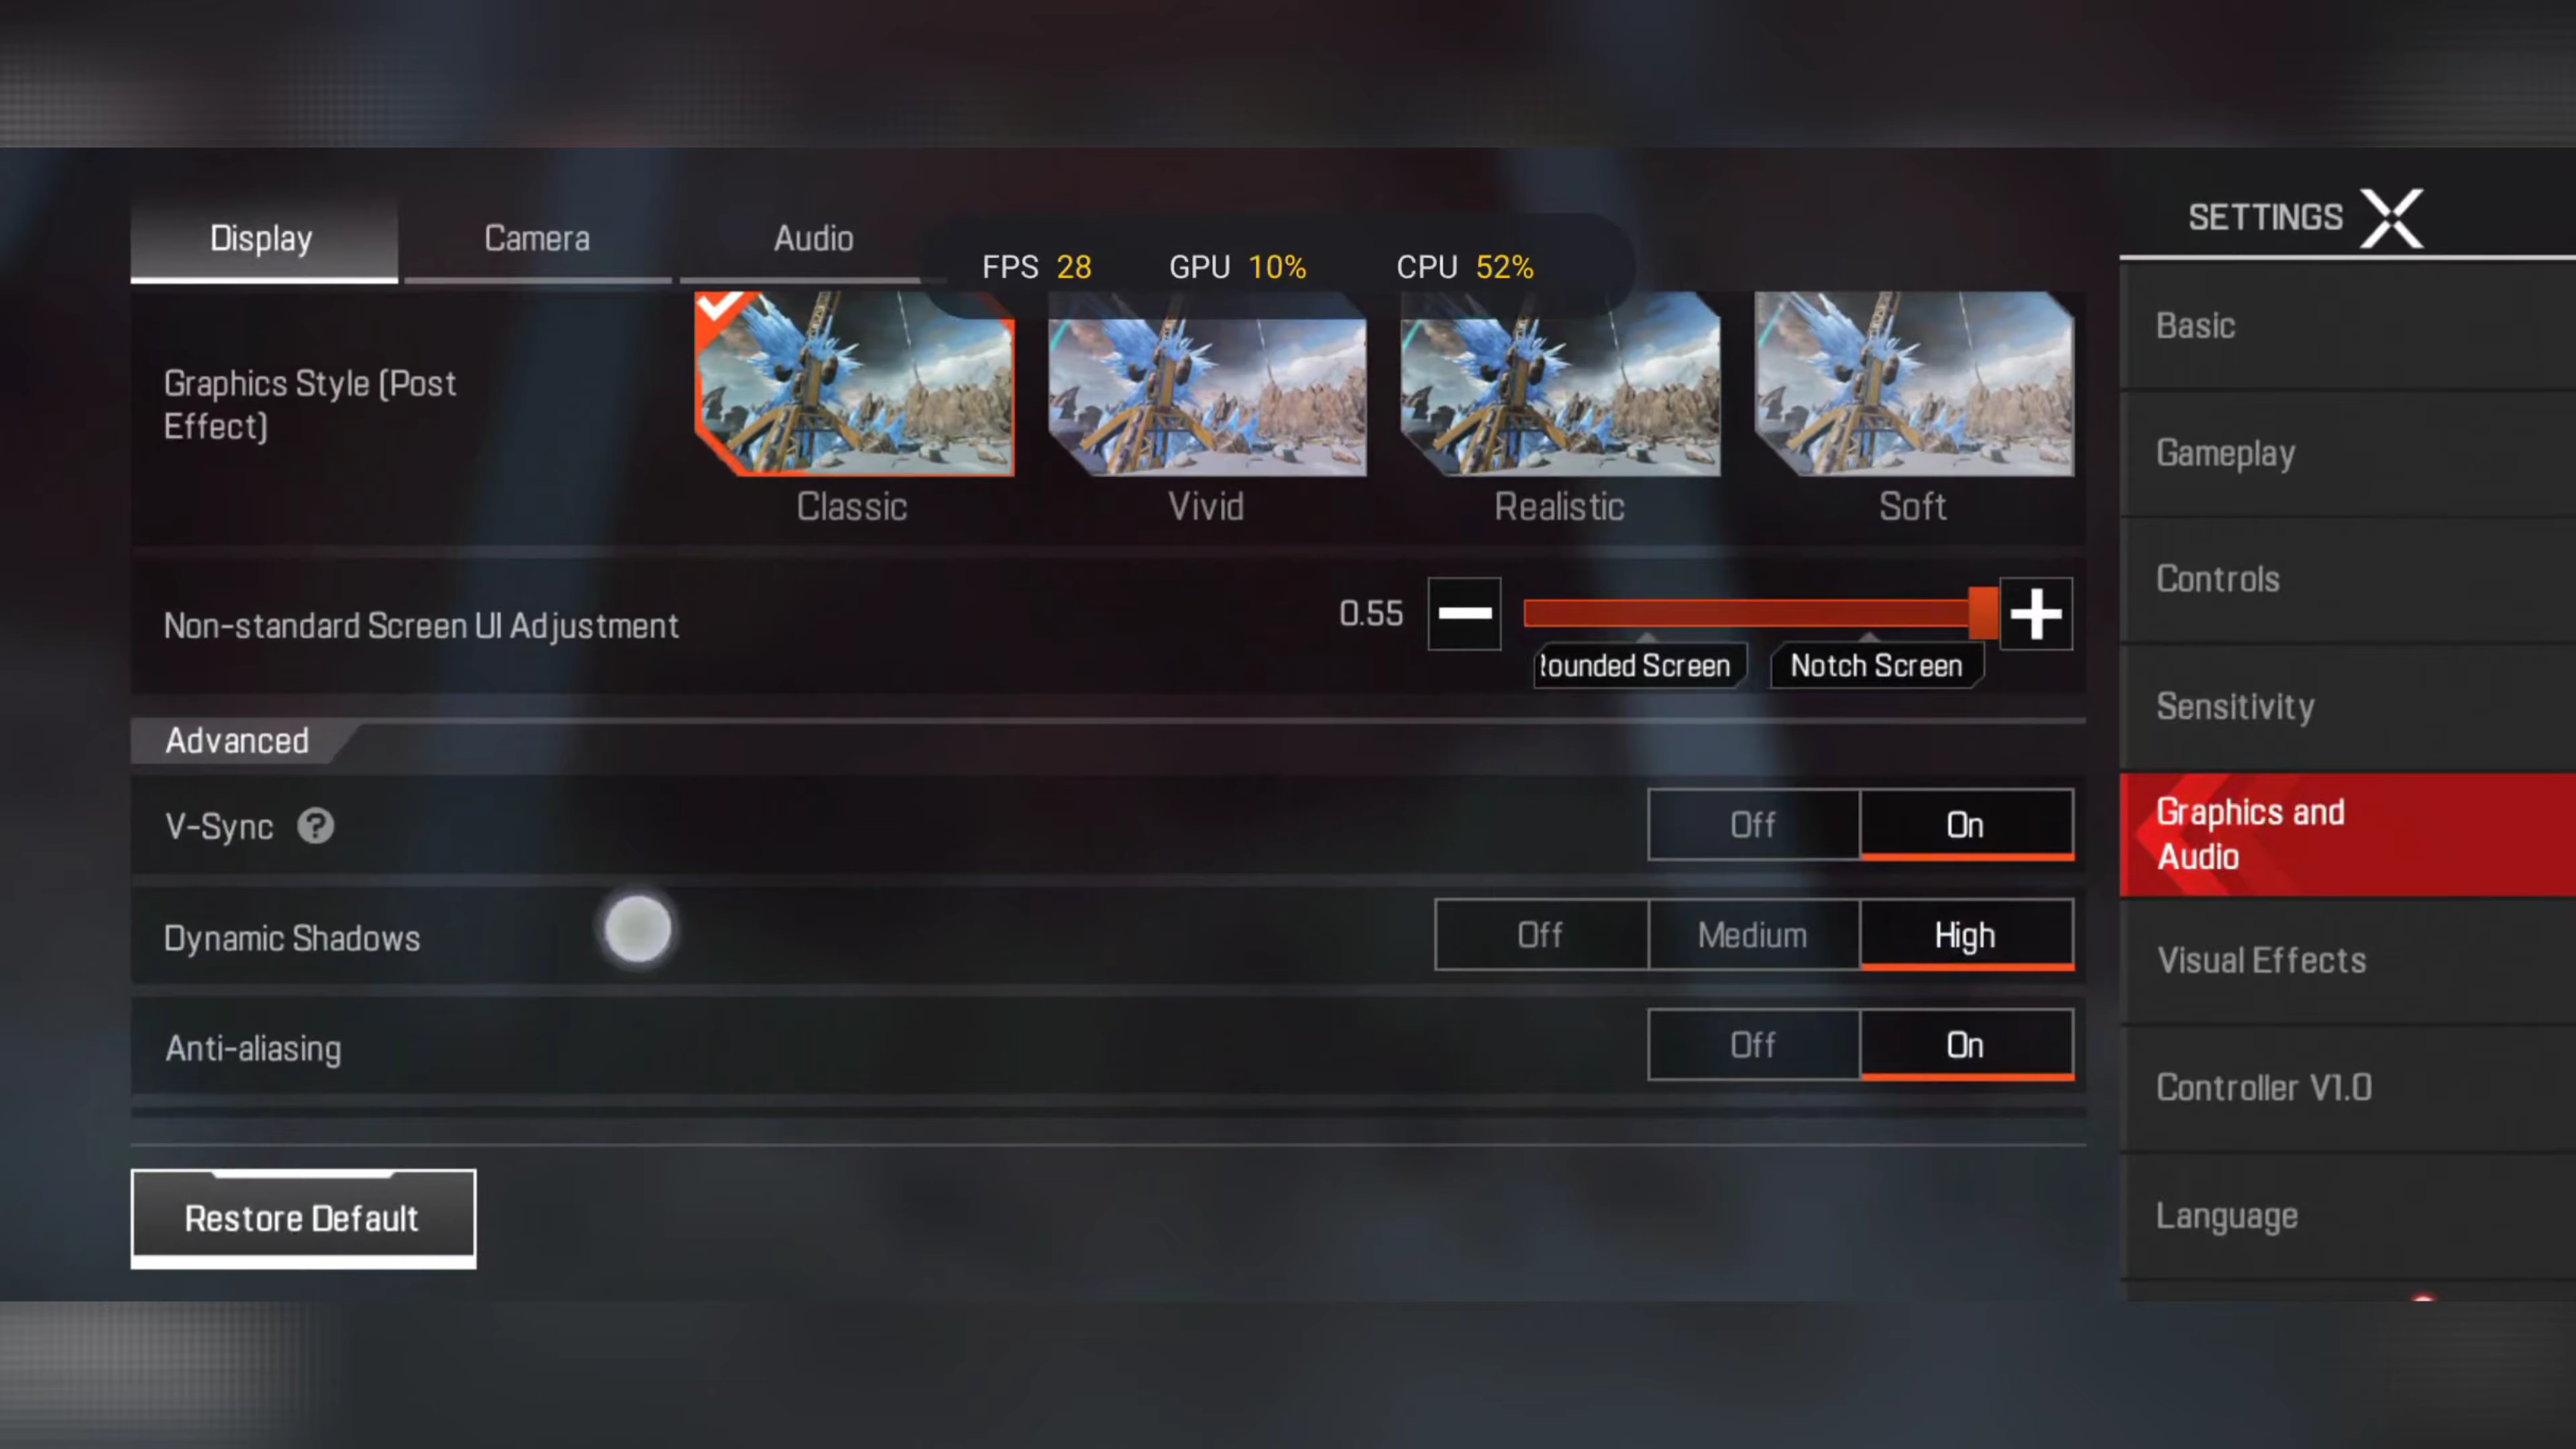 Display
Camera
Audio
FPS 28 GPU 10% CPU 52%
SETTINGS
Graphics Style (Post
Effect)
Classic
Vivid
Realistic
Soft
Non-standard Screen UI Adjustment
0.55
ounded Screen
Notch Screen
Advanced
V-Sync ?
Off
On
Dynamic Shadows
Off
Medium
High
Anti-aliasing
Off
On
Restore Default
Basic
Gameplay
Controls
Sensitivity
Graphics and
Audio
Visual Effects
Controller V1.0
Language